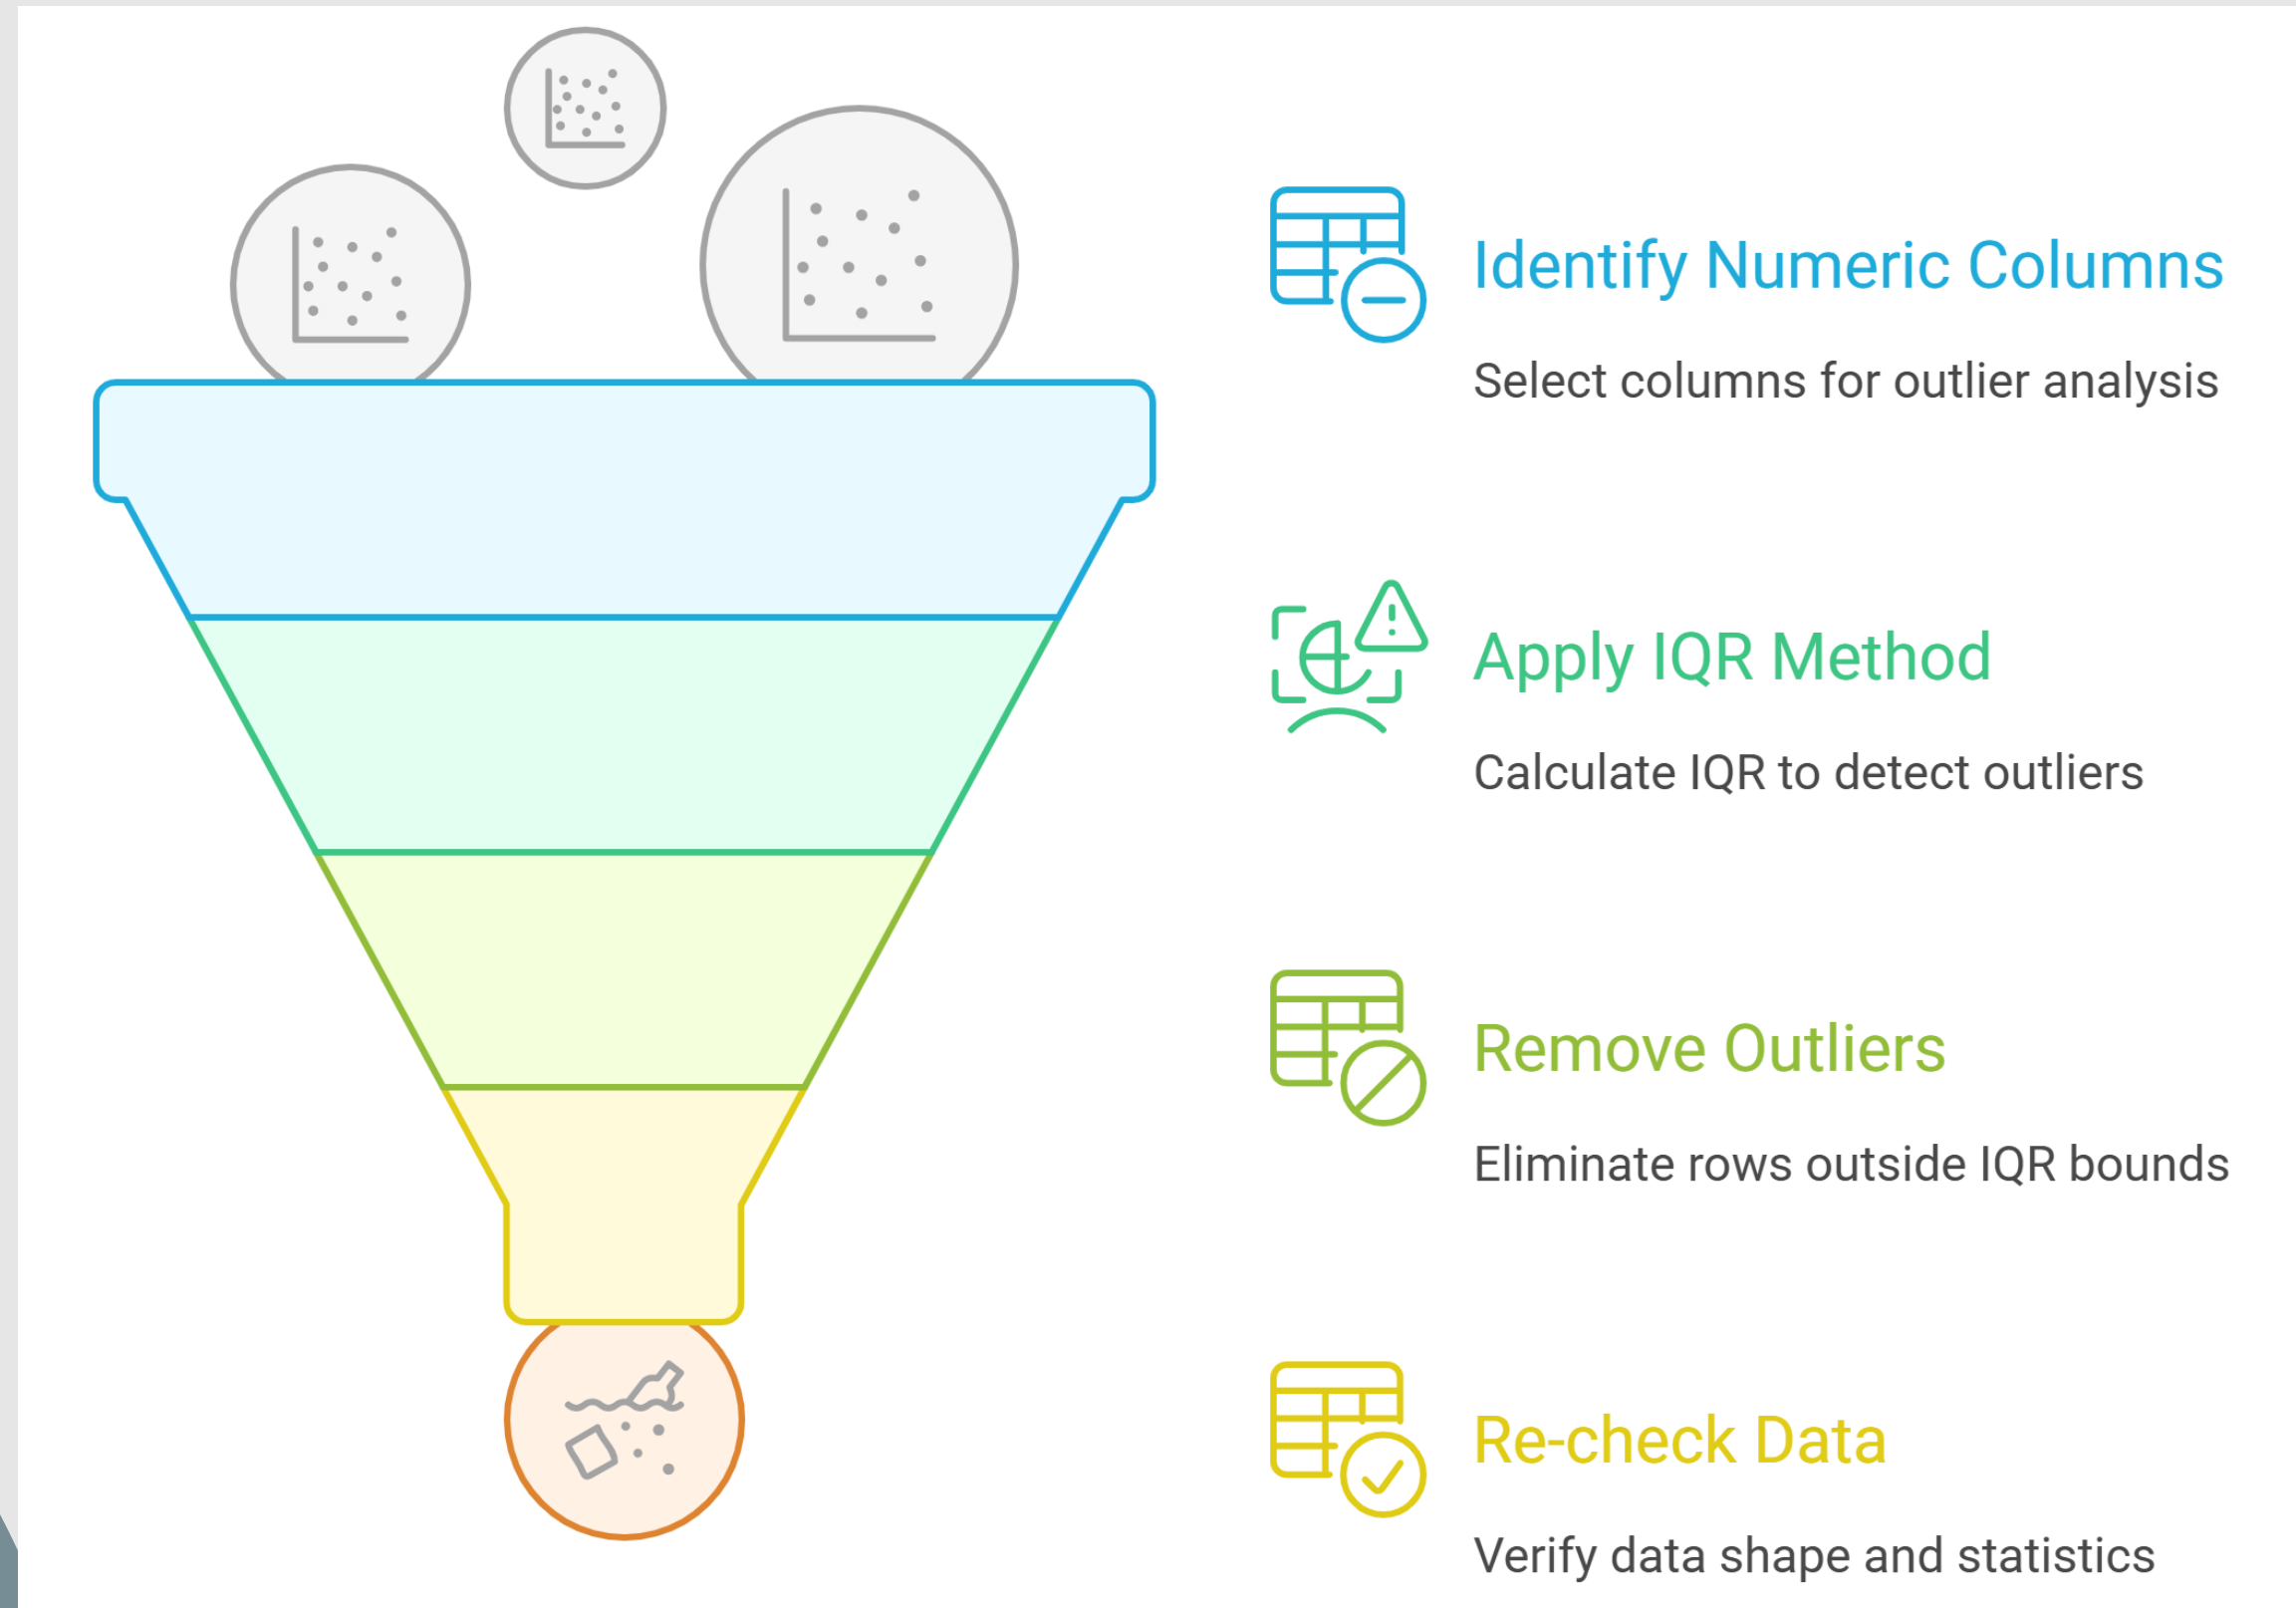 Identify Numeric Columns
Select columns for outlier analysis
Apply IQR Method
Calculate IQR to detect outliers
Remove Outliers
Eliminate rows outside IQR bounds
Re-check Data
Verify data shape and statistics